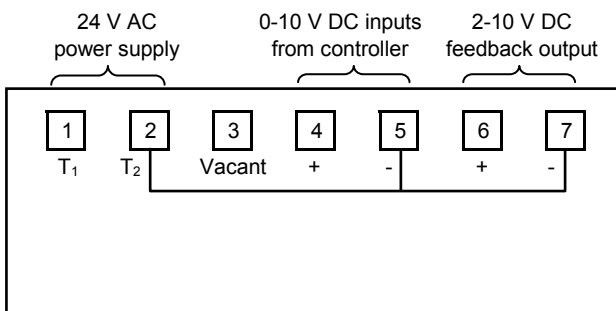 24 V AC
power supply
0-10 V DC inputs
from controller
2-10 V DC
feedback output
1 2 3 4 5 6 7
T₁ T₂ Vacant + - + -